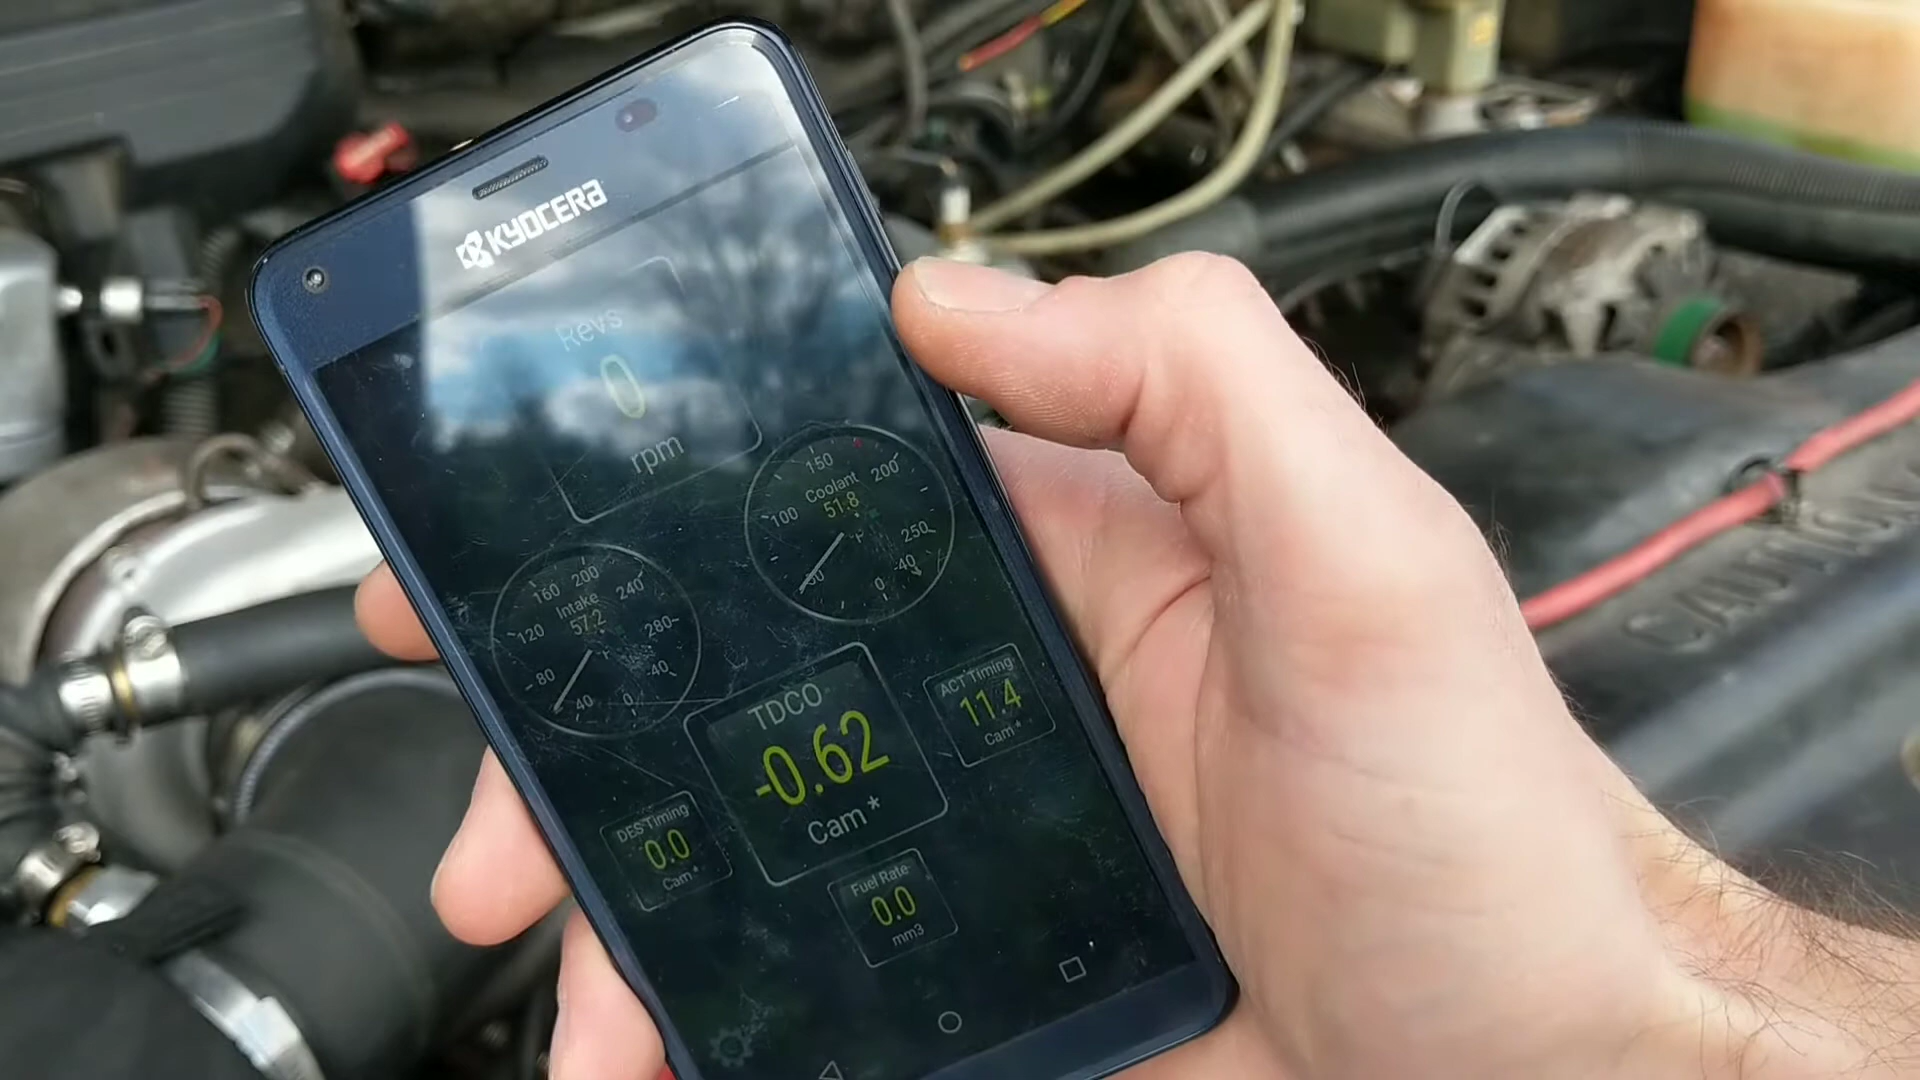 KYOCERA
Revs
0
rpm
150
200
Coolant
51.8
100
250
F
50
-40
0
200
160
240
Intake
57.2
120
280
F
80
-40
40
0
TDCO
-0.62
Cam *
ACT Timing
11.4
Cam *
DES Timing
0.0
Cam *
Fuel Rate
0.0
mm3
CAUTION